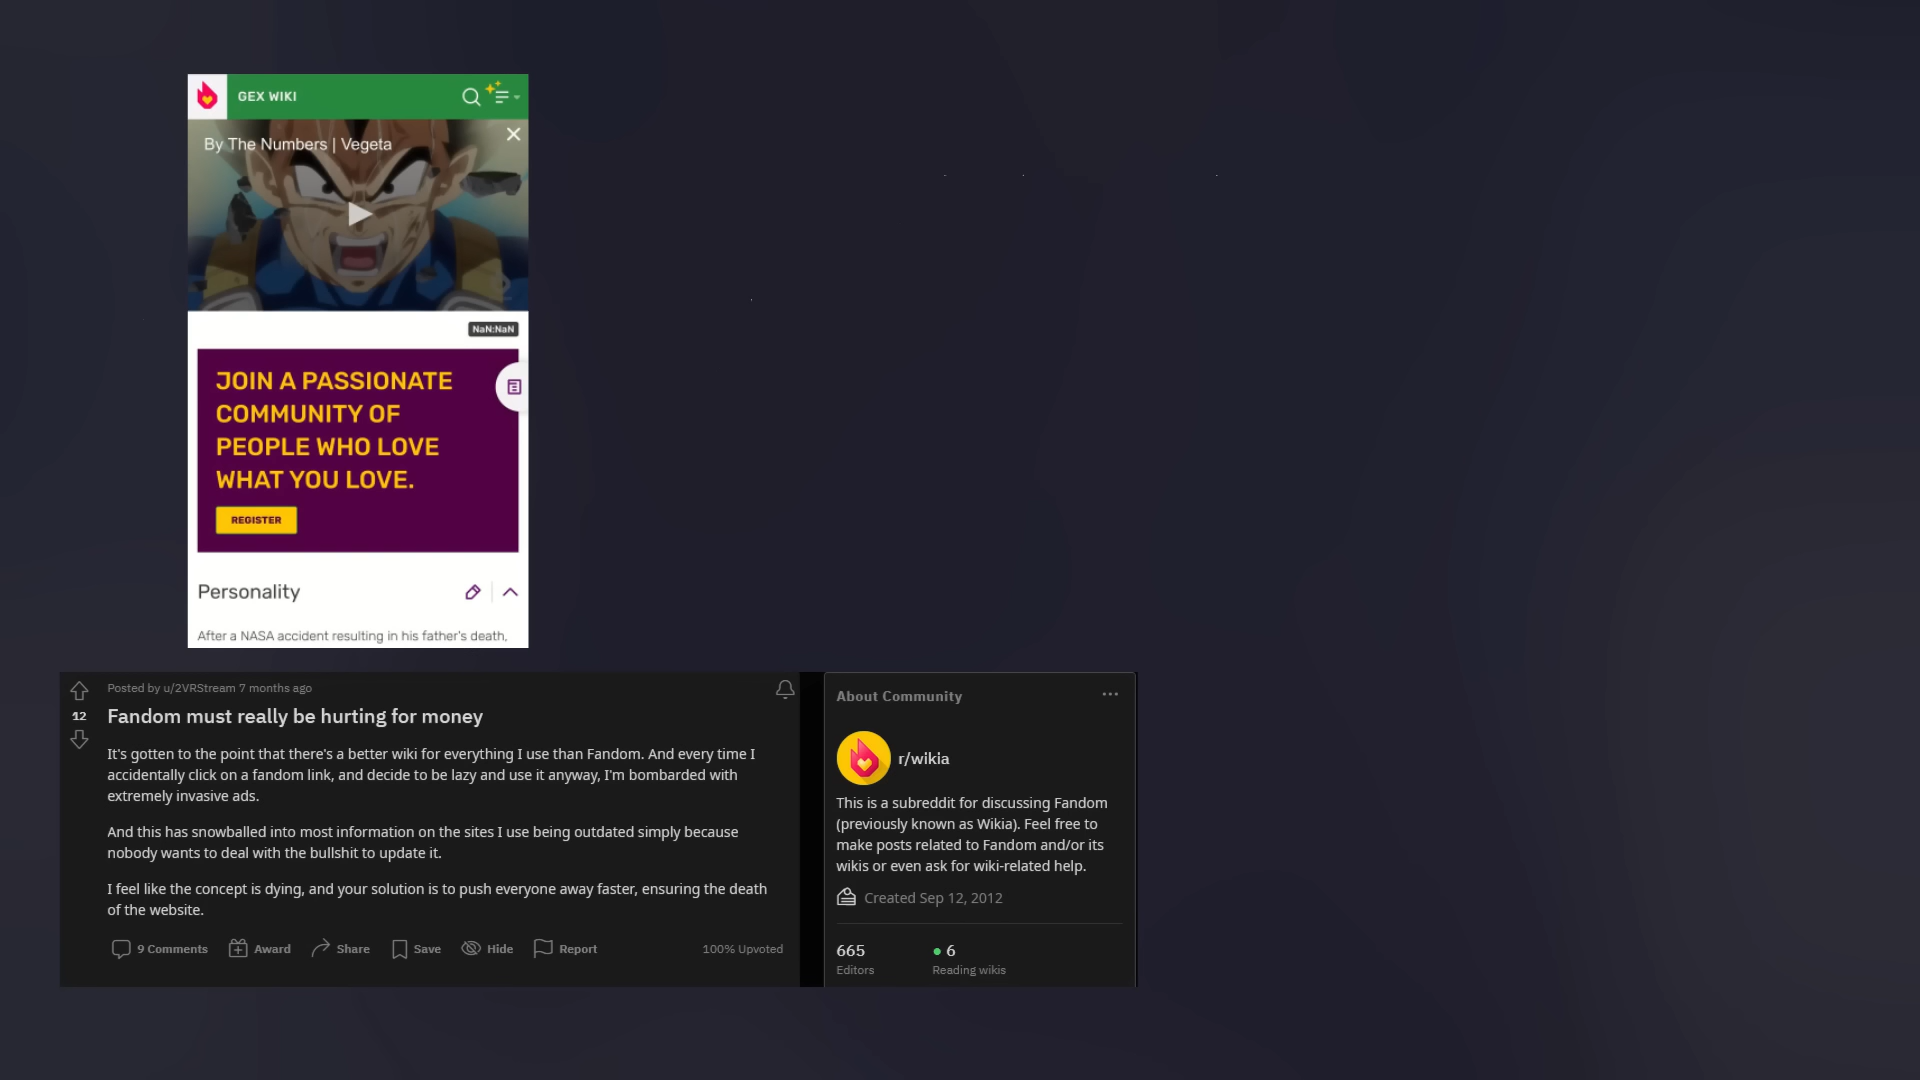 GEX WIKI
By The Numbers | Vegeta
NaN:NaN
JOIN A PASSIONATE
COMMUNITY OF
PEOPLE WHO LOVE
WHAT YOU LOVE.
REGISTER
Personality
After a NASA accident resulting in his father's death,
Posted by u/2VRStream 7 months ago
12
Fandom must really be hurting for money
It's gotten to the point that there's a better wiki for everything I use than Fandom. And every time I
accidentally click on a fandom link, and decide to be lazy and use it anyway, I'm bombarded with
extremely invasive ads.
And this has snowballed into most information on the sites I use being outdated simply because
nobody wants to deal with the bullshit to update it.
I feel like the concept is dying, and your solution is to push everyone away faster, ensuring the death
of the website.
9 Comments Award Share Save Hide Report 100% Upvoted
About Community
r/wikia
This is a subreddit for discussing Fandom
(previously known as Wikia). Feel free to
make posts related to Fandom and/or its
wikis or even ask for wiki-related help.
Created Sep 12, 2012
665 6
Editors Reading wikis